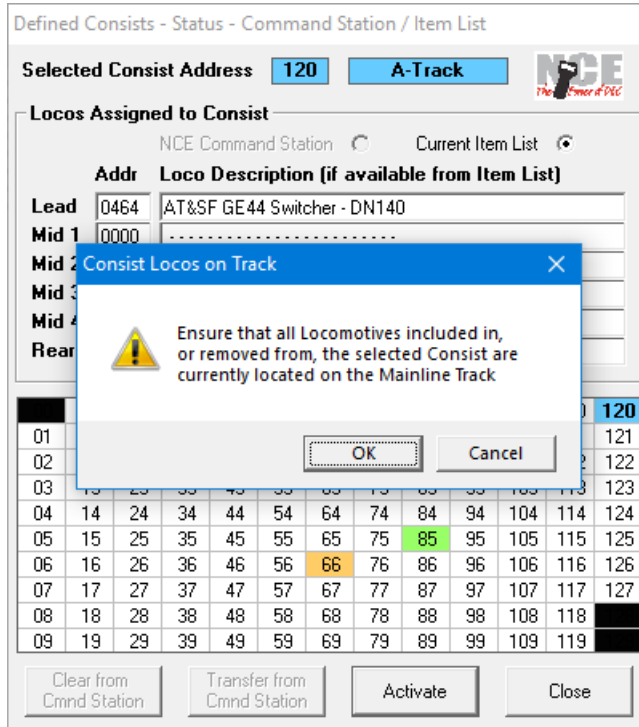 Defined Consists - Status - Command Station / Item List
Selected Consist Address 120 A-Track
NCE
The Power of DCC
Locos Assigned to Consist
NCE Command Station Current Item List
Addr Loco Description (if available from Item List)
Lead 0464 AT&SF GE44 Switcher - DN140
Mid 1 0000 - - - - - - - - - - - - - - - - - - - - - - - -
Mid
Mid
Mid
Rear
Consist Locos on Track
Ensure that all Locomotives included in,
or removed from, the selected Consist are
currently located on the Mainline Track
OK Cancel
120
01 121
02 122
03 123
04 14 24 34 44 54 64 74 84 94 104 114 124
05 15 25 35 45 55 65 75 85 95 105 115 125
06 16 26 36 46 56 66 76 86 96 106 116 126
07 17 27 37 47 57 67 77 87 97 107 117 127
08 18 28 38 48 58 68 78 88 98 108 118
09 19 29 39 49 59 69 79 89 99 109 119
Clear from
Cmnd Station
Transfer from
Cmnd Station
Activate
Close